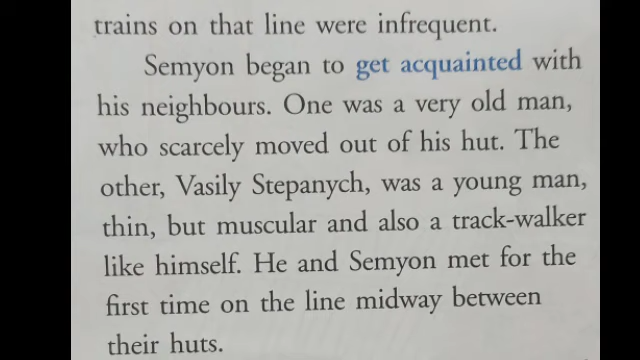 trains on that line were infrequent.
Semyon began to get acquainted with
his neighbours. One was a very old man,
who scarcely moved out of his hut. The
other, Vasily Stepanych, was a young man,
thin, but muscular and also a track-walker
like himself. He and Semyon met for the
first time on the line midway between
their huts.